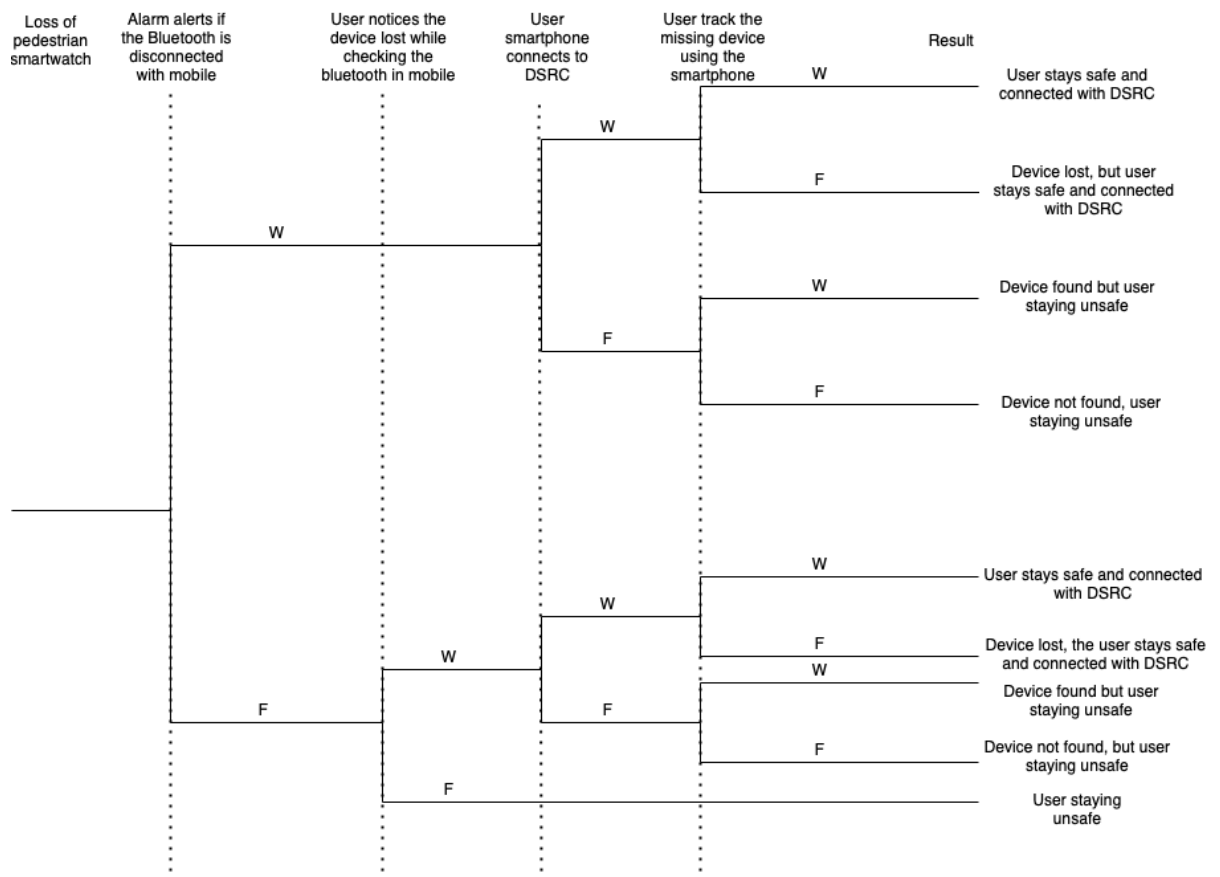 Loss of
pedestrian
smartwatch
Alarm alerts if
the Bluetooth is
disconnected
with mobile
User notices the
device lost while
checking the
bluetooth in mobile
User
smartphone
connects to
DSRC
User track the
missing device
using the
smartphone
Result
W
User stays safe and
connected with DSRC
W
F
Device lost, but user
stays safe and connected
with DSRC
W
W
Device found but user
staying unsafe
F
F
Device not found, user
staying unsafe
W
User stays safe and connected
with DSRC
W
F
Device lost, the user stays safe
and connected with DSRC
W
W
Device found but user
staying unsafe
F
F
F
Device not found, but user
staying unsafe
F
User staying
unsafe